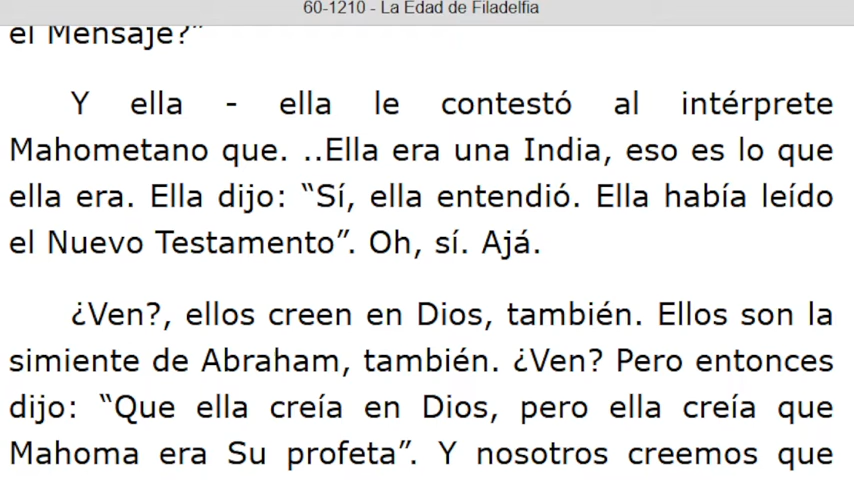 60-1210 - La Edad de Filadelfia
el Mensaje?”
Y ella - ella le contestó al intérprete
Mahometano que. ..Ella era una India, eso es lo que
ella era. Ella dijo: “Sí, ella entendió. Ella había leído
el Nuevo Testamento”. Oh, sí. Ajá.
¿Ven?, ellos creen en Dios, también. Ellos son la
simiente de Abraham, también. ¿Ven? Pero entonces
dijo: “Que ella creía en Dios, pero ella creía que
Mahoma era Su profeta”. Y nosotros creemos que